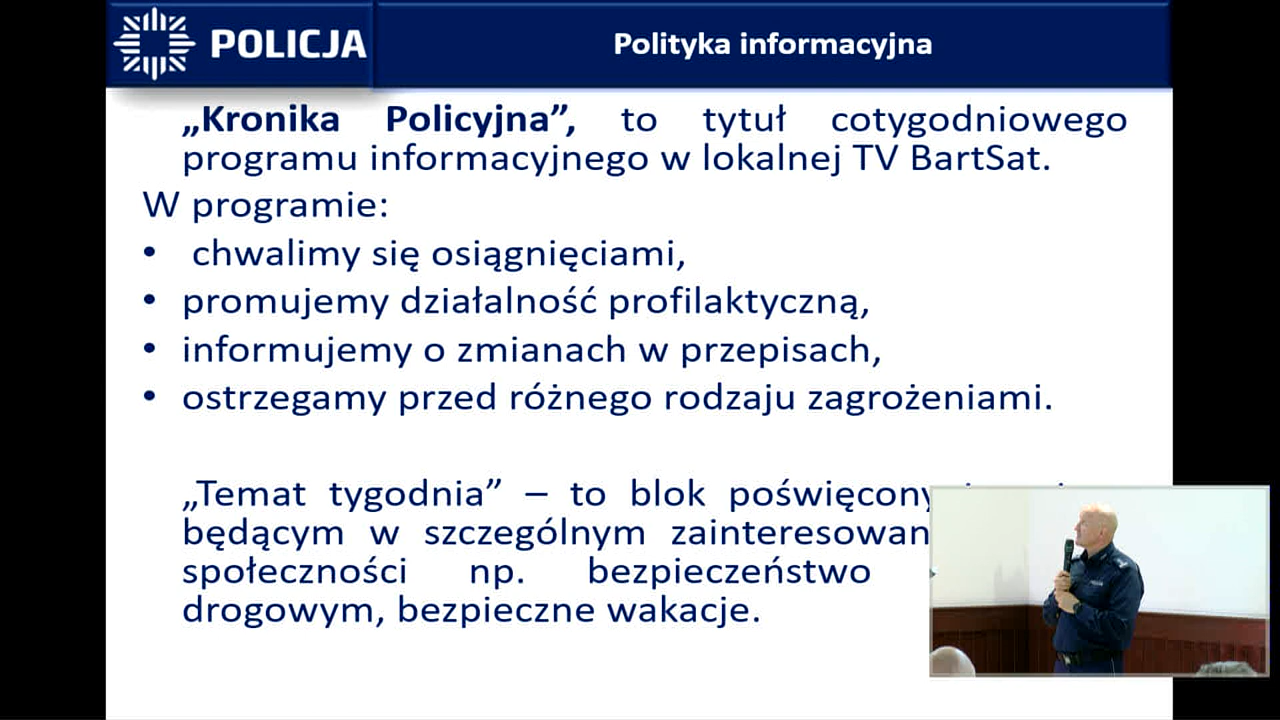 POLICJA
Polityka informacyjna
„Kronika Policyjna”, to tytuł cotygodniowego
programu informacyjnego w lokalnej TV BartSat.
W programie:
• chwalimy się osiągnięciami,
• promujemy działalność profilaktyczną,
• informujemy o zmianach w przepisach,
• ostrzegamy przed różnego rodzaju zagrożeniami.
„Temat tygodnia” – to blok
będącym w szczególnym
społeczności np. bezpieczeństwo
drogowym, bezpieczne wakacje.